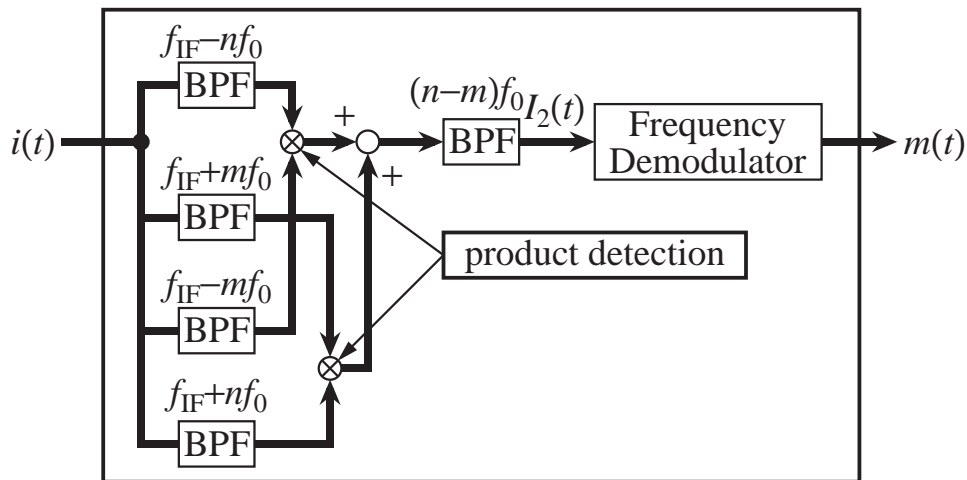 f_IF−nf_0
BPF
(n−m)f_0 I_2(t)
+
i(t)
BPF
Frequency
Demodulator
m(t)
+
f_IF+mf_0
BPF
product detection
f_IF−mf_0
BPF
f_IF+nf_0
BPF